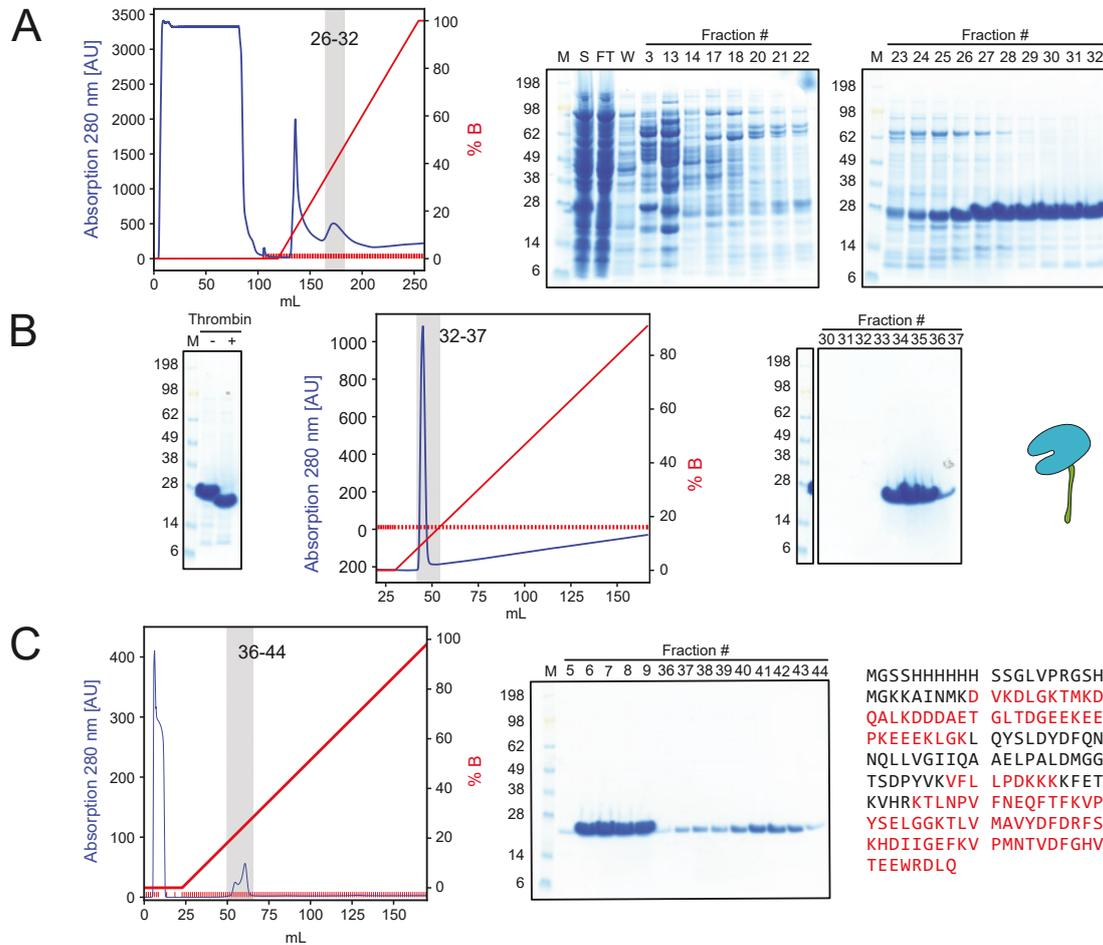 A
Absorption 280 nm [AU]
3500
3000
2500
2000
1500
1000
500
0
26-32
100
80
60
40
20
0
% B
0 50 100 150 200 250
mL
Fraction #
M S FT W 3 13 14 17 18 20 21 22
198
98
62
49
38
28
14
6
Fraction #
M 23 24 25 26 27 28 29 30 31 32
198
98
62
49
38
28
14
6
B
Thrombin
M - +
198
98
62
49
38
28
14
6
Absorption 280 nm [AU]
1000
800
600
400
200
0
200
32-37
80
60
40
20
0
% B
25 50 75 100 125 150
mL
Fraction #
30 31 32 33 34 35 36 37
198
98
62
49
38
28
14
6
C
Absorption 280 nm [AU]
400
300
200
100
0
36-44
100
80
60
40
20
0
% B
0 25 50 75 100 125 150
mL
Fraction #
M 5 6 7 8 9 36 37 38 39 40 41 42 43 44
198
98
62
49
38
28
14
6
MGSSHHHHHH SSGLVPRGSH
MGKKAINMKD VKDLGKTMKD
QALKDDDAET GLTDGEEKEE
PKEEEKLGKL QYSLDYDFQN
NQLLVGIIQA AELPALDMGG
TSDPYVKVFL LPDKKKKFET
KVHRKTLNPV FNEQFTFKVP
YSELGGKTLV MAVYDFDRFS
KHDIIGEFKV PMNTVDFGHV
TEEWRDLQ